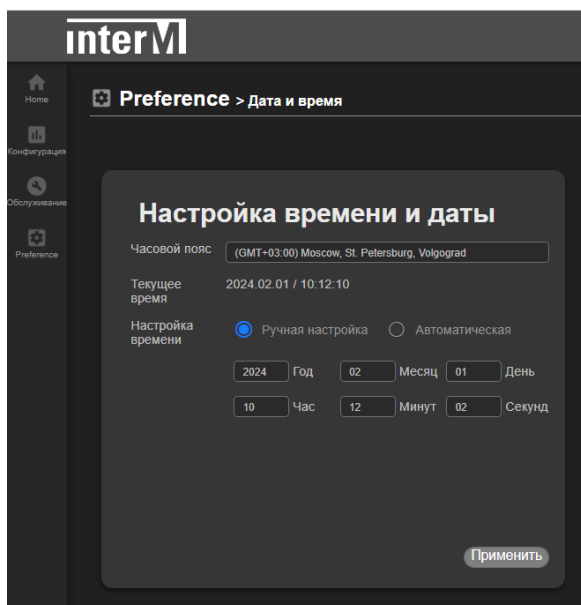 interM
Home
Preference > Дата и время
Конфигурация
Обслуживание
Preference
Настройка времени и даты
Часовой пояс (GMT+03:00) Moscow, St. Petersburg, Volgograd
Текущее время 2024.02.01 / 10:12:10
Настройка времени Ручная настройка Автоматическая
2024 Год 02 Месяц 01 День
10 Час 12 Минут 02 Секунд
Применить